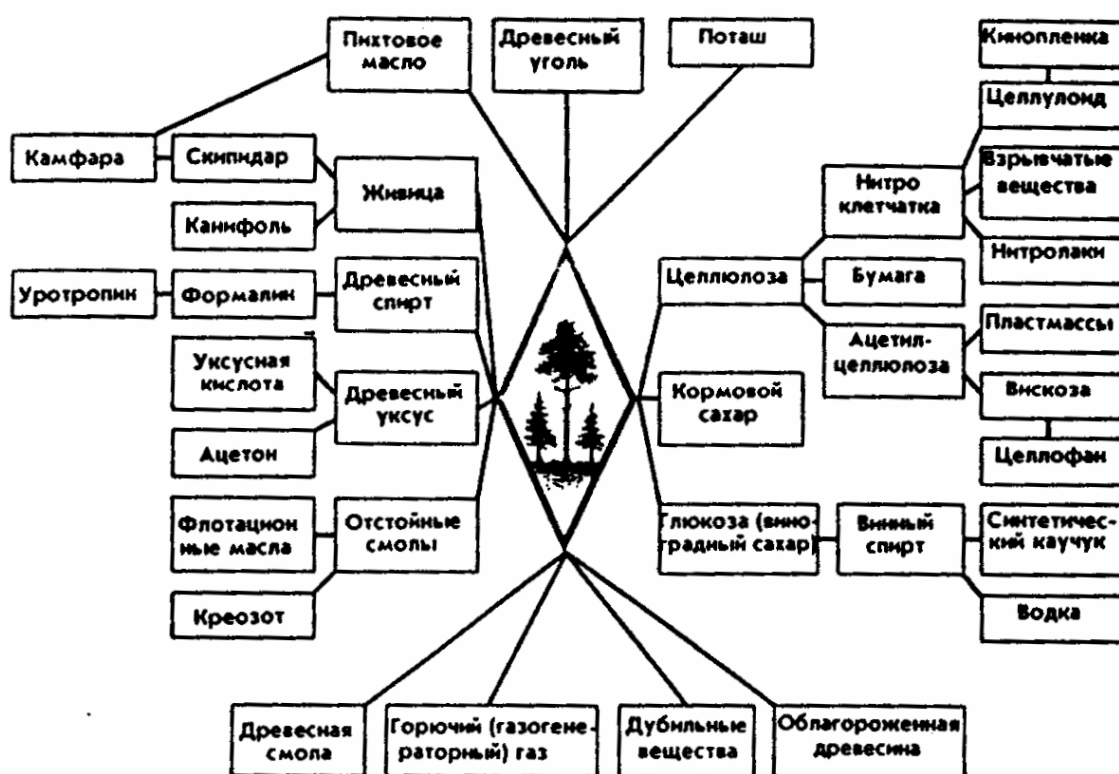 Пихтовое
масло
Древесный
уголь
Поташ
Кинопленка
Целлулоид
Камфара
Скипидар
Живица
Канифоль
Взрывчатые
вещества
Нитро
клетчатка
Нитролаки
Уротропин
Формалин
Древесный
спирт
Целлюлоза
Бумага
Уксусная
кислота
Древесный
уксус
Ацетон
Кормовой
сахар
Ацетил-
целлюлоза
Пластмассы
Вискоза
Целлофан
Флотацион
ные масла
Отстойные
смолы
Креозот
Глюкоза (вино-
градный сахар)
Винный
спирт
Синтетичес-
кий каучук
Водка
Древесная
смола
Горючий (газогене-
раторный) газ
Дубильные
вещества
Облагороженная
древесина